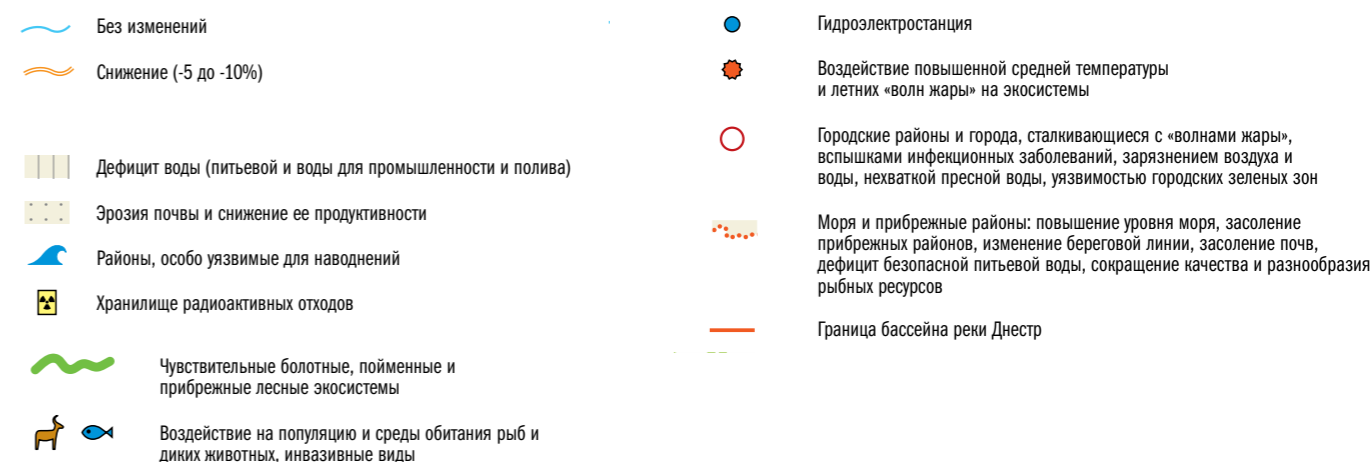 Без изменений
Снижение (-5 до -10%)
Дефицит воды (питьевой и воды для промышленности и полива)
Эрозия почвы и снижение ее продуктивности
Районы, особо уязвимые для наводнений
Хранилище радиоактивных отходов
Чувствительные болотные, пойменные и
прибрежные лесные экосистемы
Воздействие на популяцию и среды обитания рыб и
диких животных, инвазивные виды
Гидроэлектростанция
Воздействие повышенной средней температуры
и летних «волн жары» на экосистемы
Городские районы и города, сталкивающиеся с «волнами жары»,
вспышками инфекционных заболеваний, зарязнением воздуха и
воды, нехваткой пресной воды, уязвимостью городских зеленых зон
Моря и прибрежные районы: повышение уровня моря, засоление
прибрежных районов, изменение береговой линии, засоление почв,
дефицит безопасной питьевой воды, сокращение качества и разнообразия
рыбных ресурсов
Граница бассейна реки Днестр